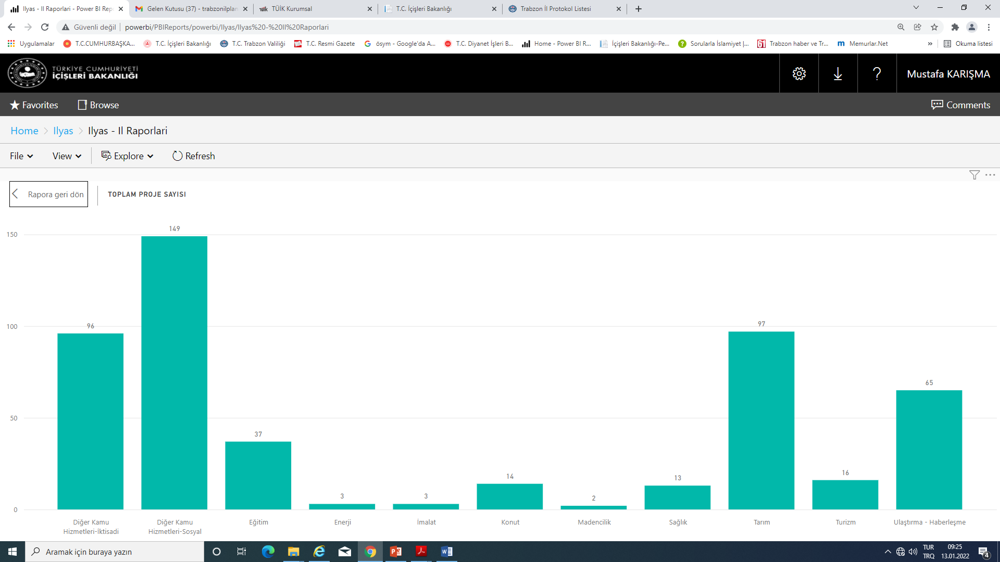 Ilyas - Il Raporlari - Power BI Rep
Gelen Kutusu (37) - trabzonilplan
TÜİK Kurumsal
T.C. İçişleri Bakanlığı
Trabzon İl Protokol Listesi
Güvenli değil
powerbi/PBIReports/powerbi/Ilyas/Ilyas%20-%20Il%20Raporlari
Uygulamalar
T.C.CUMHURBAŞKA...
T.C. İçişleri Bakanlığı
T.C. Trabzon Valiliği
T.C. Resmi Gazete
ösym - Google'da A...
T.C. Diyanet İşleri B...
Home - Power BI R...
İçişleri Bakanlığı-Pe...
Sorularla İslamiyet |...
Trabzon haber ve Tr...
Memurlar.Net
»
Okuma listesi
TÜRKİYE CUMHURİYETİ
İÇİŞLERİ BAKANLIĞI
?
Mustafa KARIŞMA
Favorites
Browse
Comments
Home > Ilyas > Ilyas - Il Raporlari
File
View
Explore
Refresh
Rapora geri dön
TOPLAM PROJE SAYISI
150
100
50
0
96
149
37
3
3
14
2
13
97
16
65
Diğer Kamu
Hizmetleri-İktisadi
Diğer Kamu
Hizmetleri-Sosyal
Eğitim
Enerji
İmalat
Konut
Madencilik
Sağlık
Tarım
Turizm
Ulaştırma - Haberleşme
Aramak için buraya yazın
TUR
TRQ
09:25
13.01.2022
4